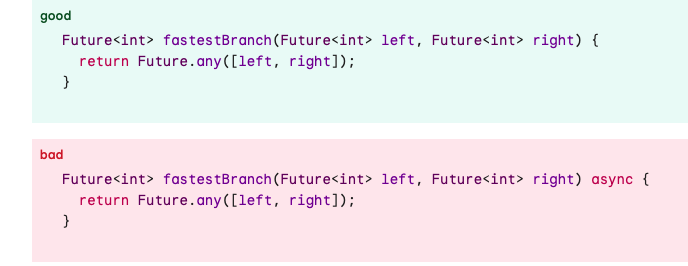 good
Future<int> fastestBranch(Future<int> left, Future<int> right) {
  return Future.any([left, right]);
}
bad
Future<int> fastestBranch(Future<int> left, Future<int> right) async {
  return Future.any([left, right]);
}